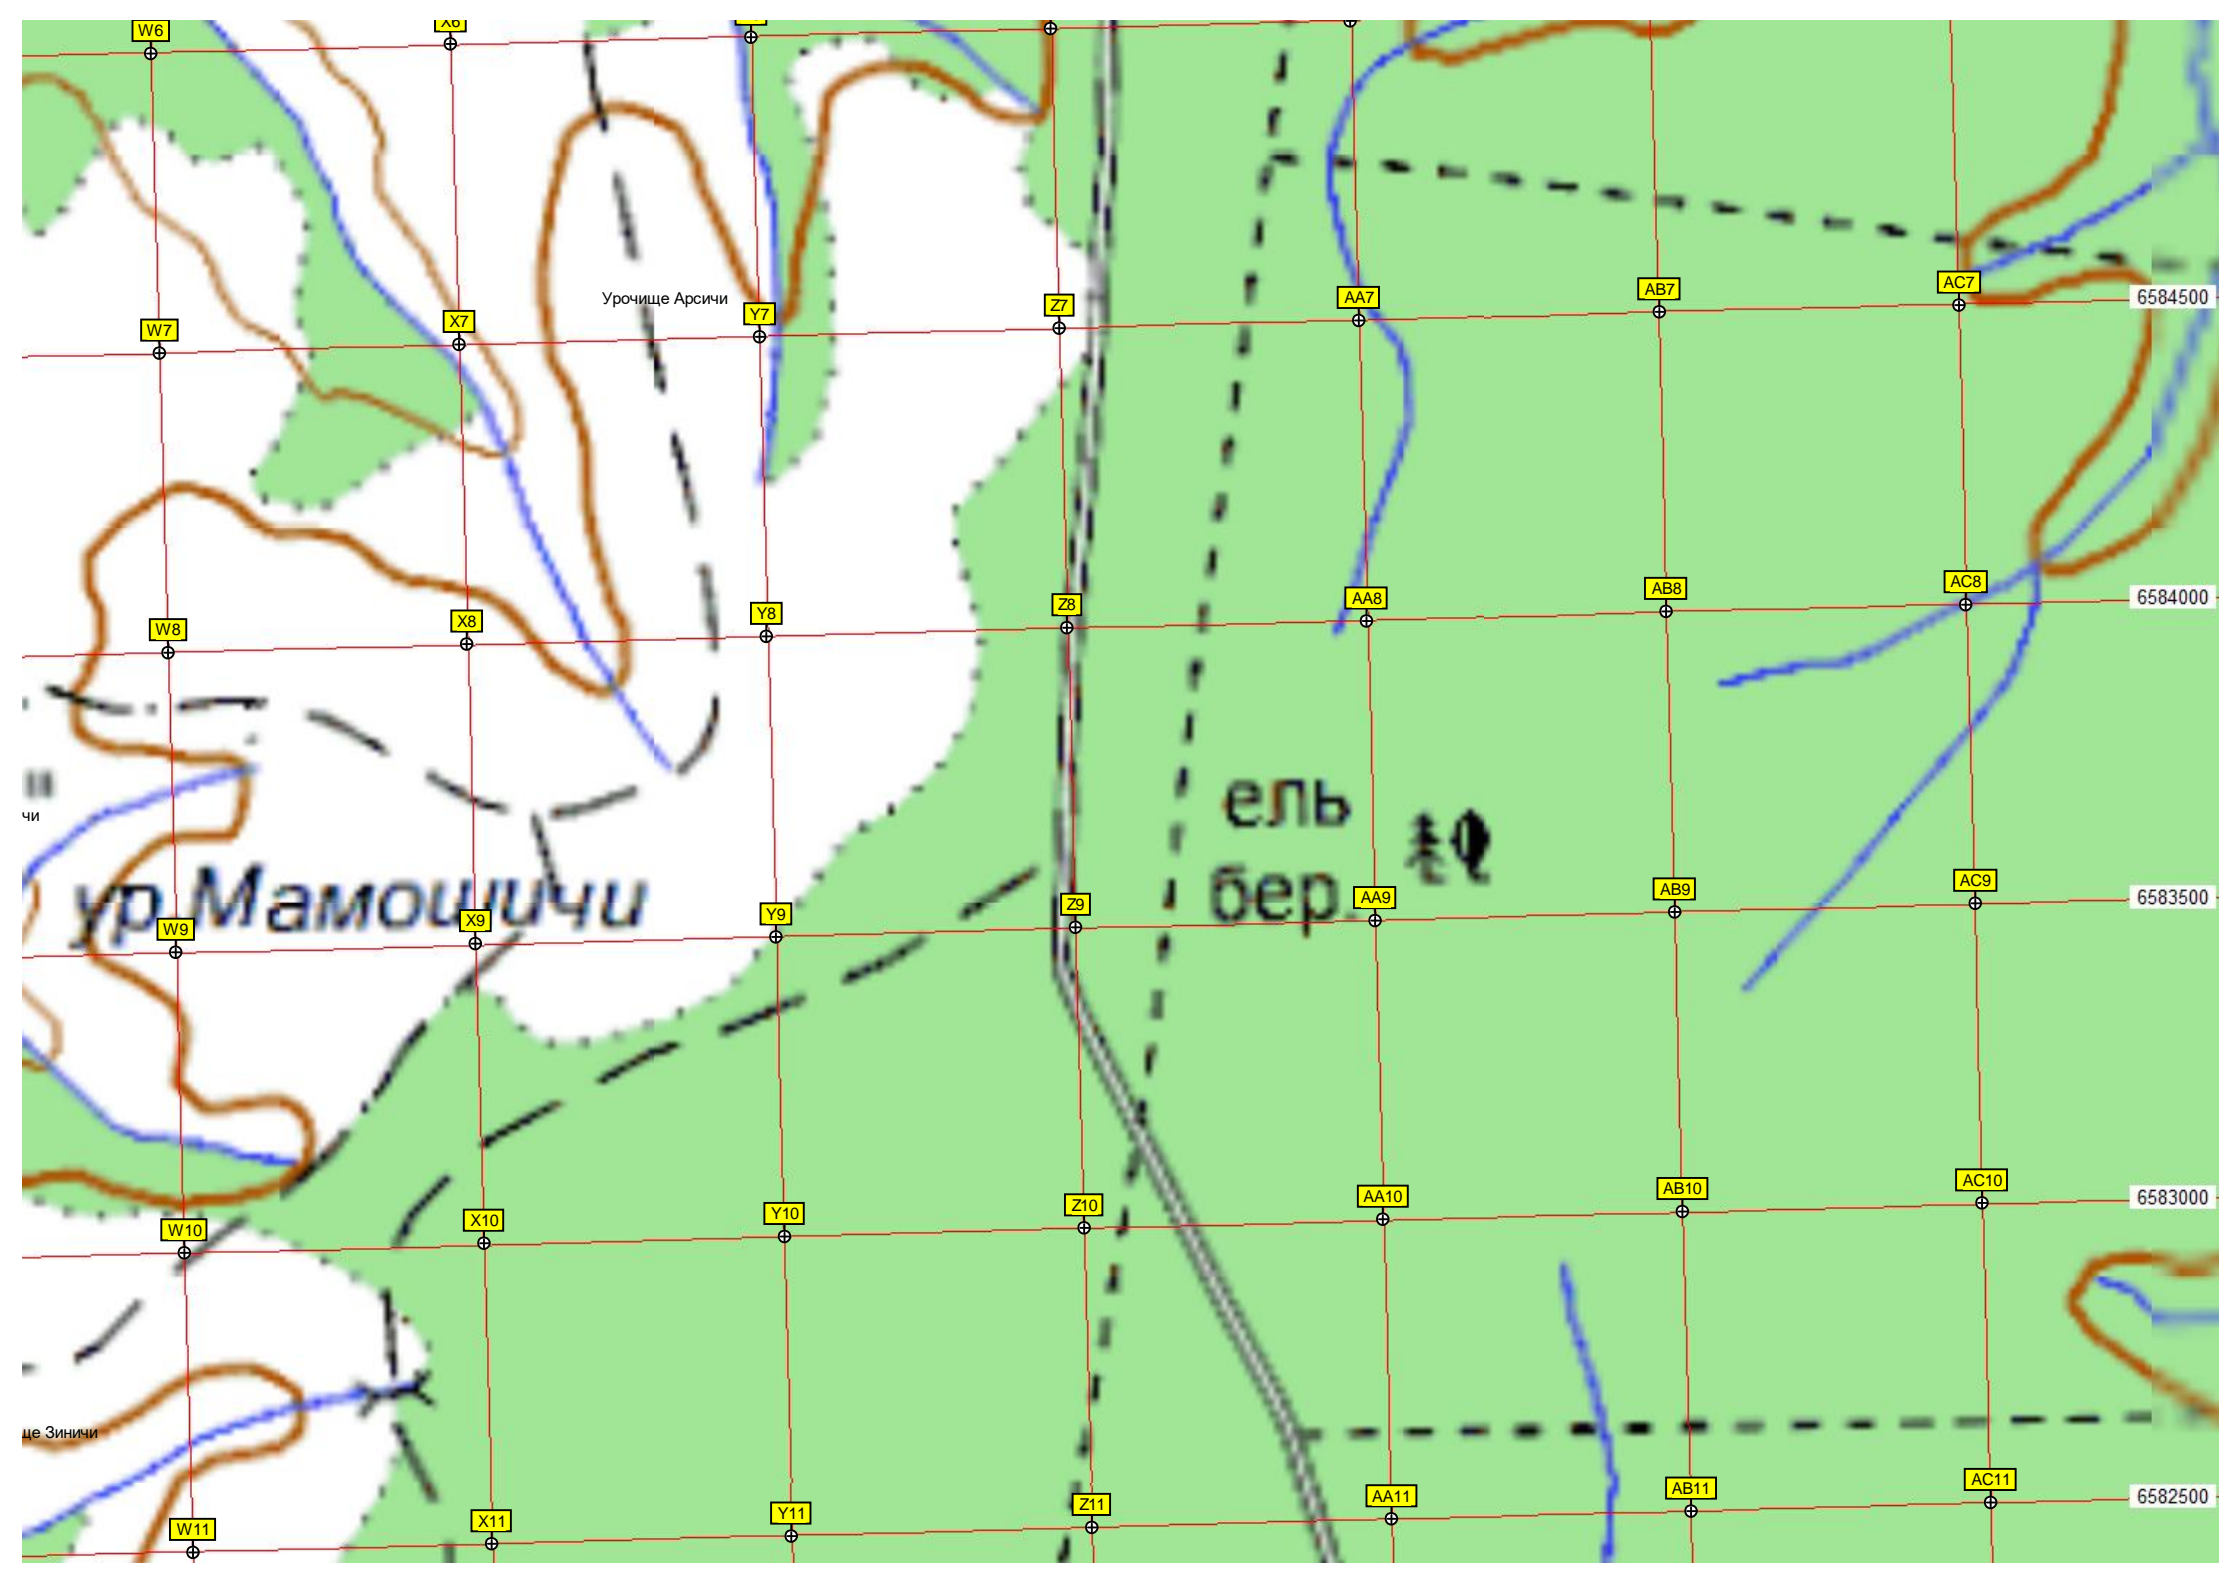 W6
X6
W7
X7
Y7
Z7
AA7
AB7
AC7
6584500
Урочище Арсичи
W8
X8
Y8
Z8
AA8
AB8
AC8
6584000
ель
бер.
чи
ур Мамошичи
W9
X9
Y9
Z9
AA9
AB9
AC9
6583500
W10
X10
Y10
Z10
AA10
AB10
AC10
6583000
ще Зиничи
W11
X11
Y11
Z11
AA11
AB11
AC11
6582500